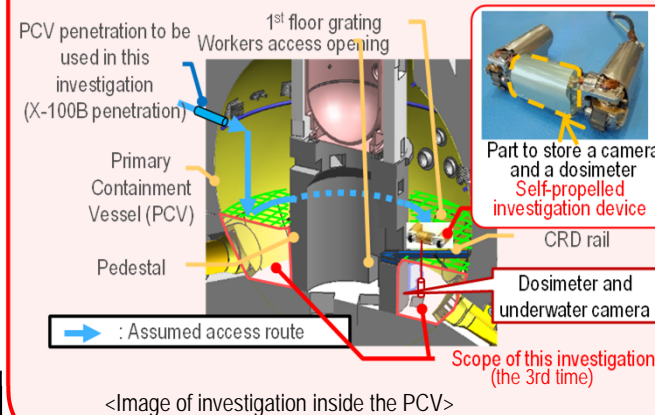 PCV penetration to be
used in this
investigation
(X-100B penetration)
1st floor grating
Workers access opening
Primary
Containment
Vessel (PCV)
Pedestal
Part to store a camera
and a dosimeter
Self-propelled
investigation device
CRD rail
Dosimeter and
underwater camera
: Assumed access route
Scope of this investigation
(the 3rd time)
<Image of investigation inside the PCV>